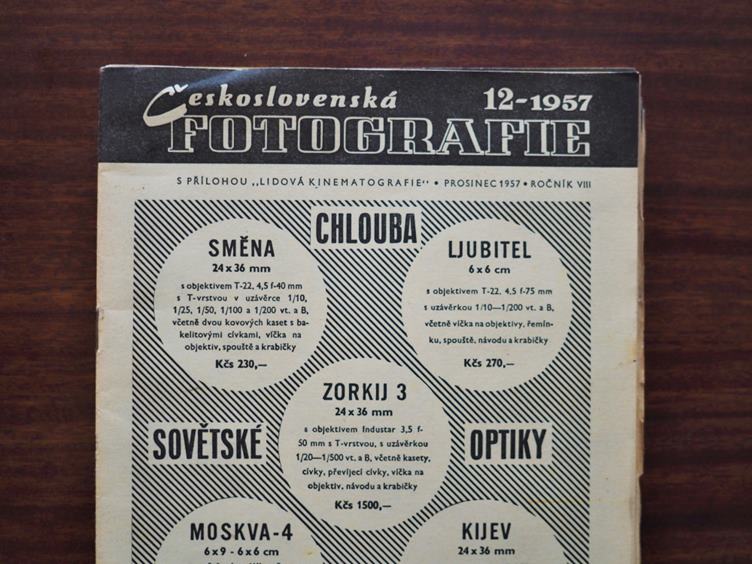 Československá 12-1957
FOTOGRAFIE
S PŘÍLOHOU „LIDOVÁ KINEMATOGRAFIE“ • PROSINEC 1957 • ROČNÍK VIII
CHLOUBA
SMĚNA
24 x 36 mm
s objektivem T-22, 4,5 f-40 mm
s T-vrstvou v uzávěrce 1/10,
1/25, 1/50, 1/100 a 1/200 vt. a B,
včetně dvou kovových kaset s ba-
kelitovými cívkami, víčka na
objektiv, spouště a krabičky
Kčs 230,—
LJUBITEL
6 x 6 cm
s objektivem T-22, 4,5 f-75 mm
s uzávěrkou 1/10—1/200 vt. a B,
včetně víčka na objektivy, řemín-
ku, spouště, návodu a krabičky
Kčs 270,—
ZORKIJ 3
24 x 36 mm
s objektivem Industar 3,5 f-
50 mm s T-vrstvou, s uzávěrkou
1/20—1/500 vt. a B, včetně kasety,
cívky, převíjecí cívky, víčka na
objektiv, návodu a krabičky
Kčs 1500,—
SOVĚTSKÉ
OPTIKY
MOSKVA-4
6 x 9 - 6 x 6 cm
KIJEV
24 x 36 mm